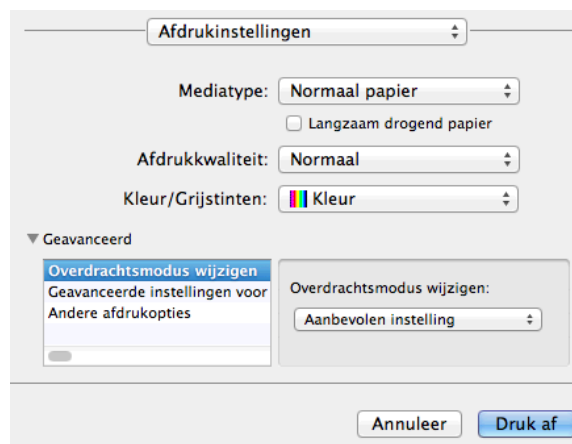 Afdrukinstellingen
Mediatype: Normaal papier
Langzaam drogend papier
Afdrukkwaliteit: Normaal
Kleur/Grijstinten: Kleur
Geavanceerd
Overdrachtsmodus wijzigen
Geavanceerde instellingen voor
Andere afdrukopties
Overdrachtsmodus wijzigen:
Aanbevolen instelling
Annuleer Druk af